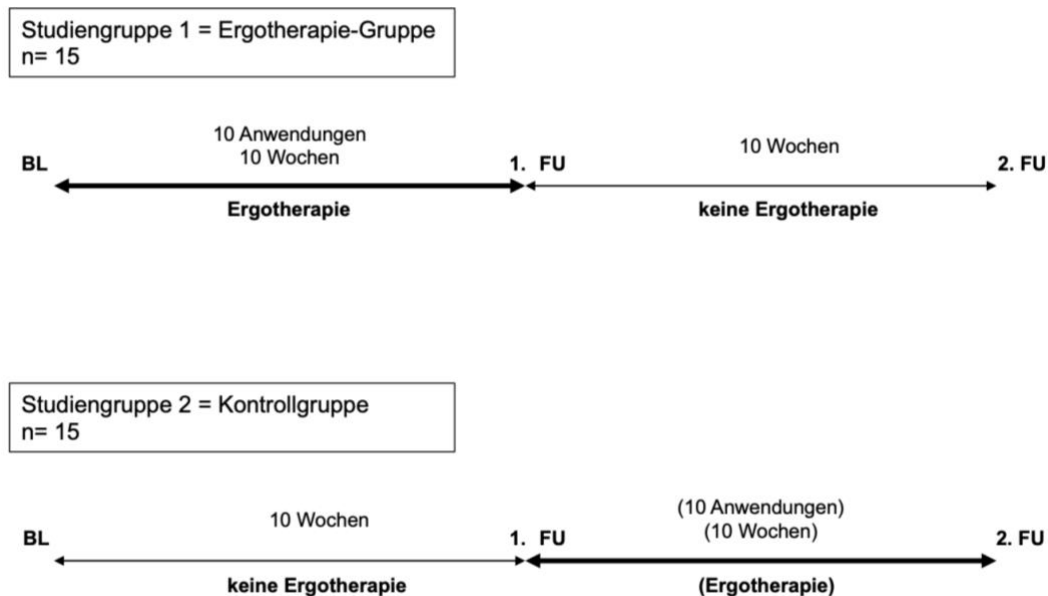 Studiengruppe 1 = Ergotherapie-Gruppe
n= 15
10 Anwendungen
10 Wochen
10 Wochen
BL
1. FU
2. FU
Ergotherapie
keine Ergotherapie
Studiengruppe 2 = Kontrollgruppe
n= 15
10 Wochen
(10 Anwendungen)
(10 Wochen)
BL
1. FU
2. FU
keine Ergotherapie
(Ergotherapie)